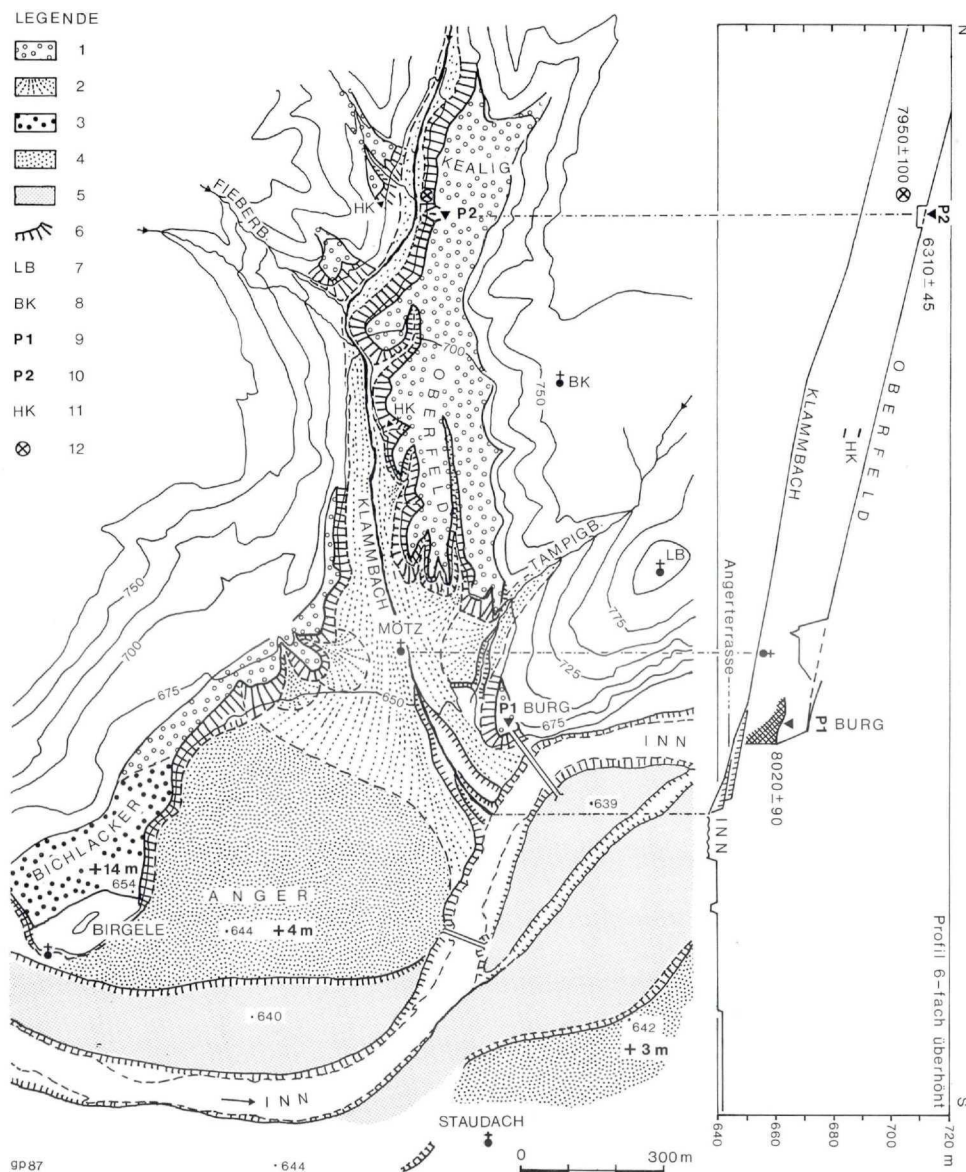 LEGENDE
1
2
3
4
5
6
LB 7
BK 8
P1 9
P2 10
HK 11
12
N
KEALIG
7950±100
HK
P2
P2
FIEBERB.
6310±45
700
OBERFELD
BK
750
HK
KLAMMBACH
OBERFELD
HK
KLAMMBACH
TAMPIGB.
LB
750
775
Angerterrasse
700
MÖTZ
725
675
650
P1 BURG
675
P1 BURG
INN
8020±90
639
INN
BICHLACKER
+14 m
654
ANGER
BIRGELE
644 +4 m
640
642
+3 m
Profil 6-fach überhöht
INN
STAUDACH
S
640
660
680
700
720 m
gp87
644
0 300 m